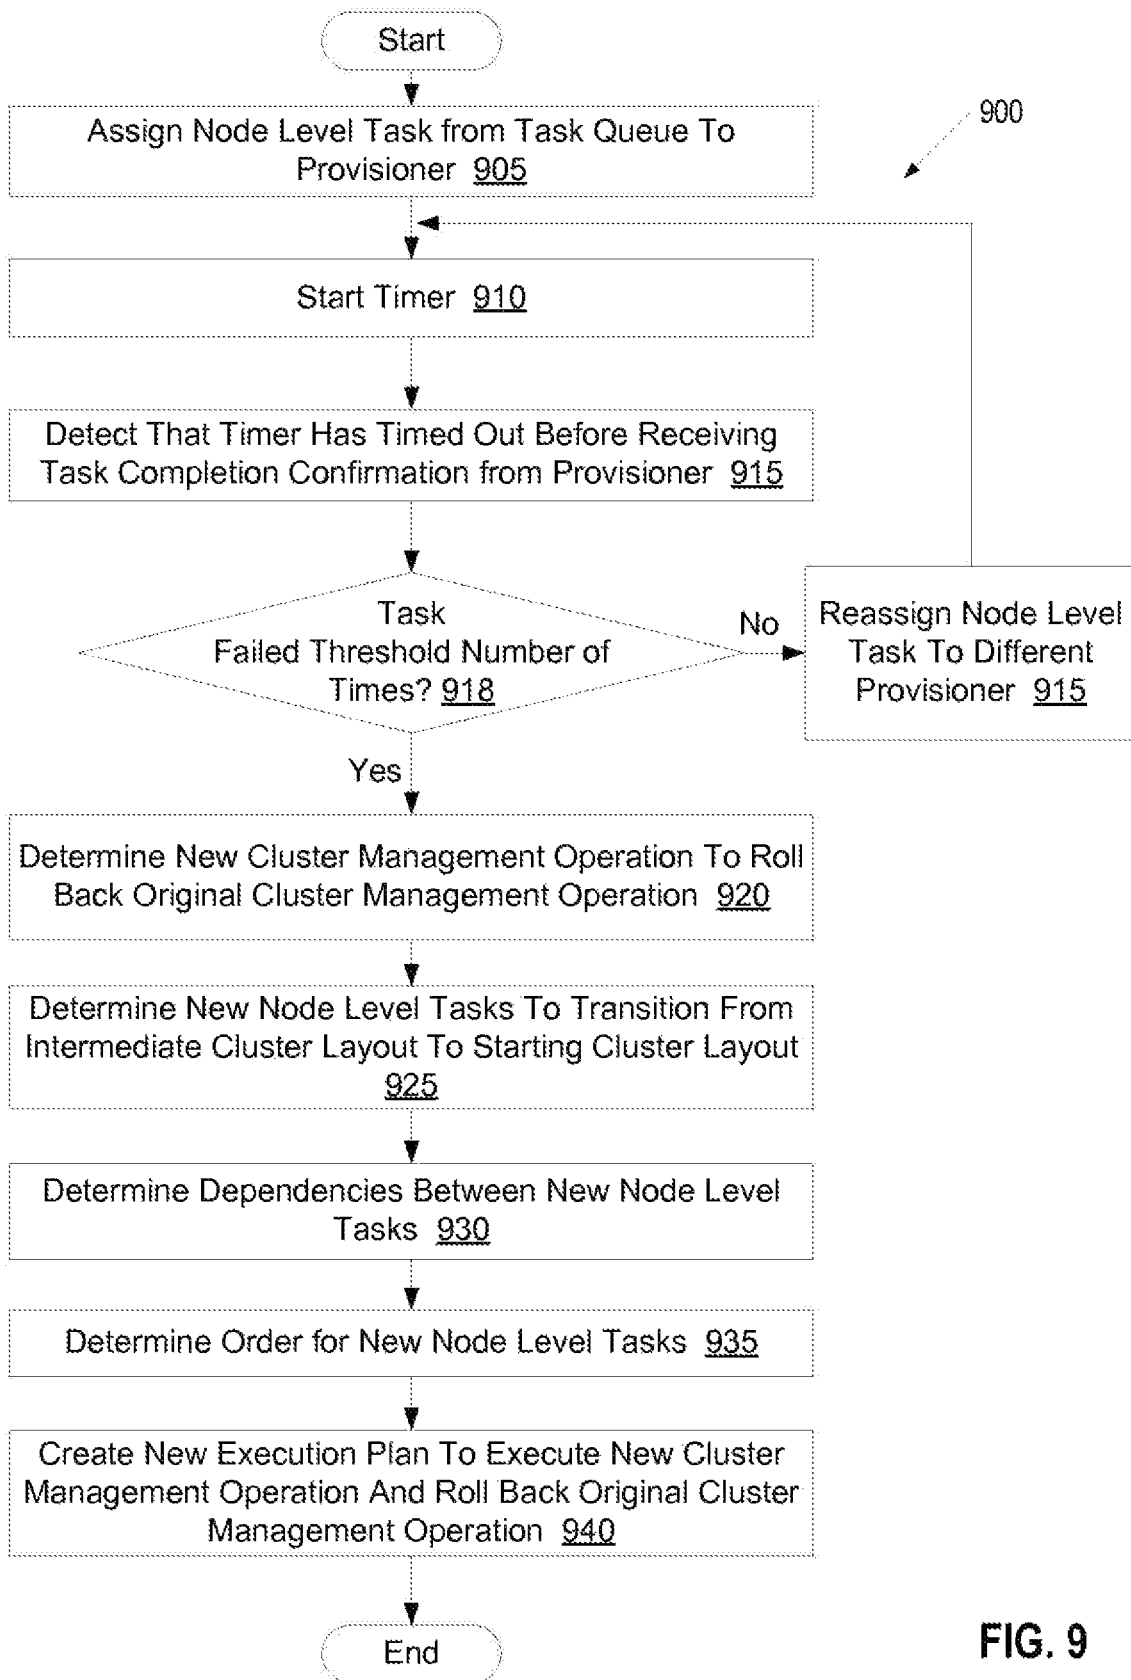 Start
900
Assign Node Level Task from Task Queue To
Provisioner 905
Start Timer 910
Detect That Timer Has Timed Out Before Receiving
Task Completion Confirmation from Provisioner 915
Task
Failed Threshold Number of
Times? 918
No
Reassign Node Level
Task To Different
Provisioner 915
Yes
Determine New Cluster Management Operation To Roll
Back Original Cluster Management Operation 920
Determine New Node Level Tasks To Transition From
Intermediate Cluster Layout To Starting Cluster Layout
925
Determine Dependencies Between New Node Level
Tasks 930
Determine Order for New Node Level Tasks 935
Create New Execution Plan To Execute New Cluster
Management Operation And Roll Back Original Cluster
Management Operation 940
End
FIG. 9